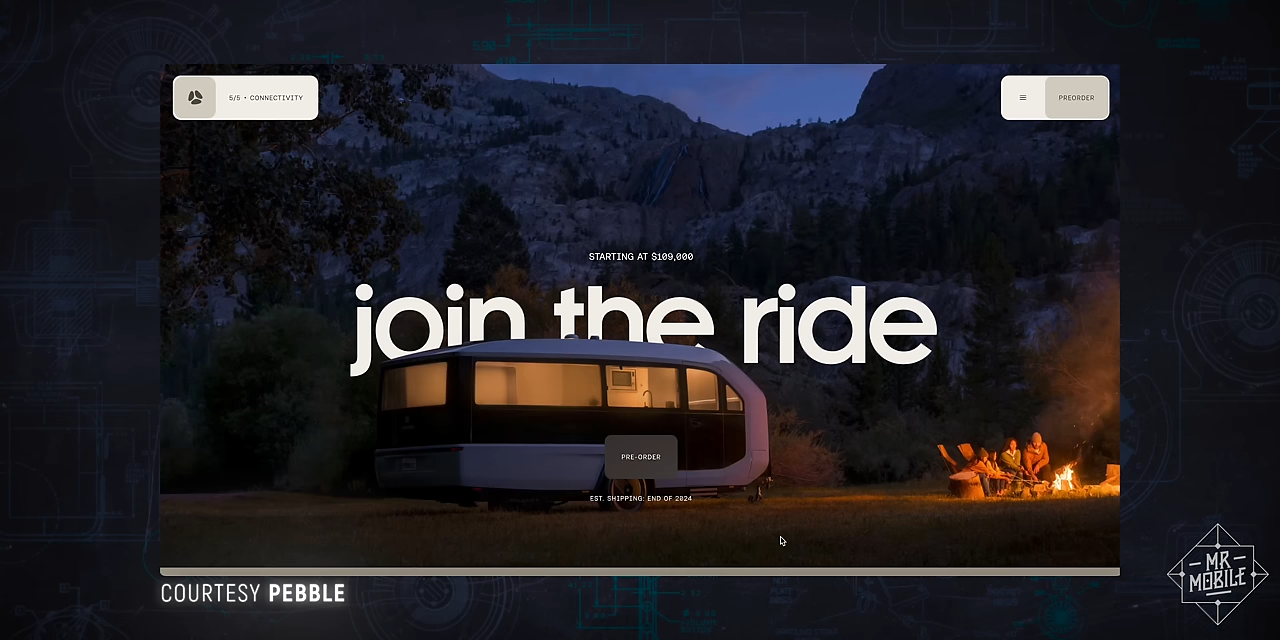 5/5 • CONNECTIVITY
PREORDER
STARTING AT $109,000
join the ride
PRE-ORDER
EST. SHIPPING: END OF 2024
COURTESY PEBBLE
MR
MOBILE